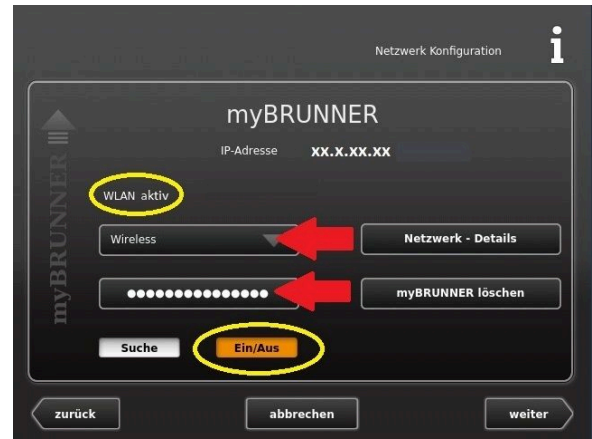 Netzwerk Konfiguration
i
myBRUNNER
IP-Adresse xx.x.xx.xx
myBRUNNER
WLAN aktiv
Wireless
Netzwerk - Details
●●●●●●●●●●●●●●●
myBRUNNER löschen
Suche
Ein/Aus
zurück
abbrechen
weiter